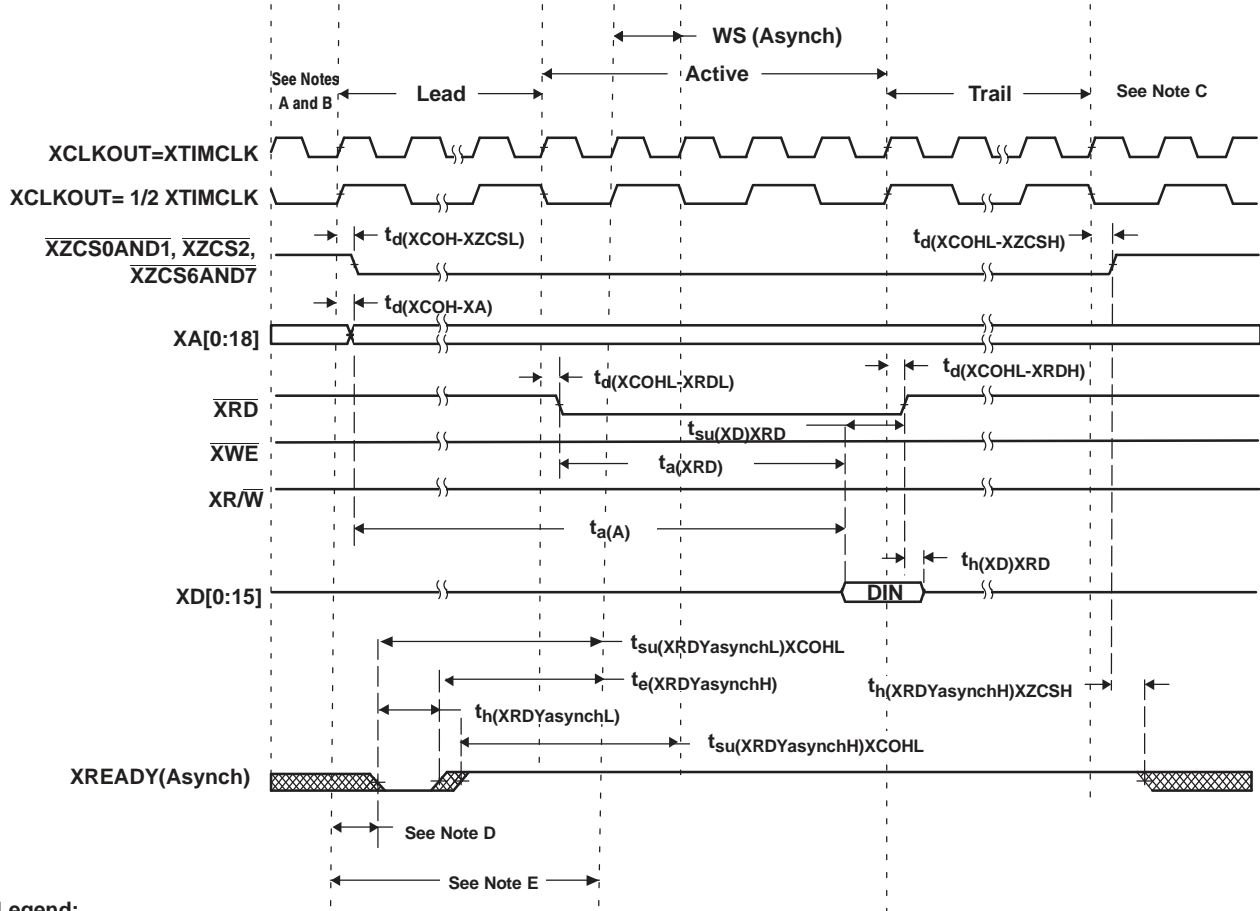 WS (Asynch)
See Notes
A and B
Lead
Active
Trail
See Note C
XCLKOUT=XTIMCLK
XCLKOUT= 1/2 XTIMCLK
XZCS0AND1, XZCS2,
XZCS6AND7
td(XCOH-XZCSL)
td(XCOHL-XZCSH)
td(XCOH-XA)
XA[0:18]
td(XCOHL-XRDL)
td(XCOHL-XRDH)
XRD
tsu(XD)XRD
XWE
ta(XRD)
XR/W
ta(A)
th(XD)XRD
XD[0:15]
DIN
tsu(XRDYasynchL)XCOHL
te(XRDYasynchH)
th(XRDYasynchH)XZCSH
th(XRDYasynchL)
tsu(XRDYasynchH)XCOHL
XREADY(Asynch)
See Note D
See Note E